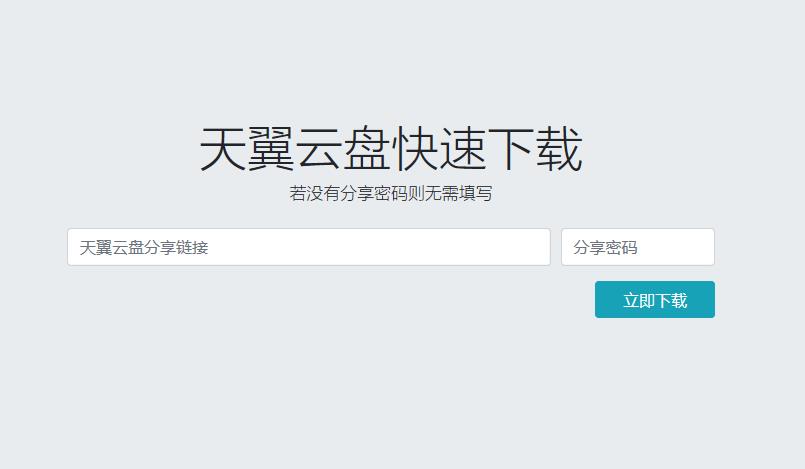 天翼云盘快速下载
若没有分享密码则无需填写
天翼云盘分享链接
分享密码
立即下载